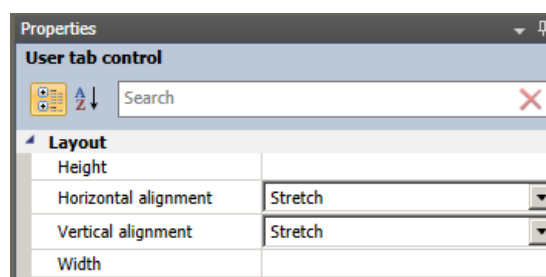 Properties
User tab control
A
Z
Search
Layout
Height
Horizontal alignment Stretch
Vertical alignment Stretch
Width